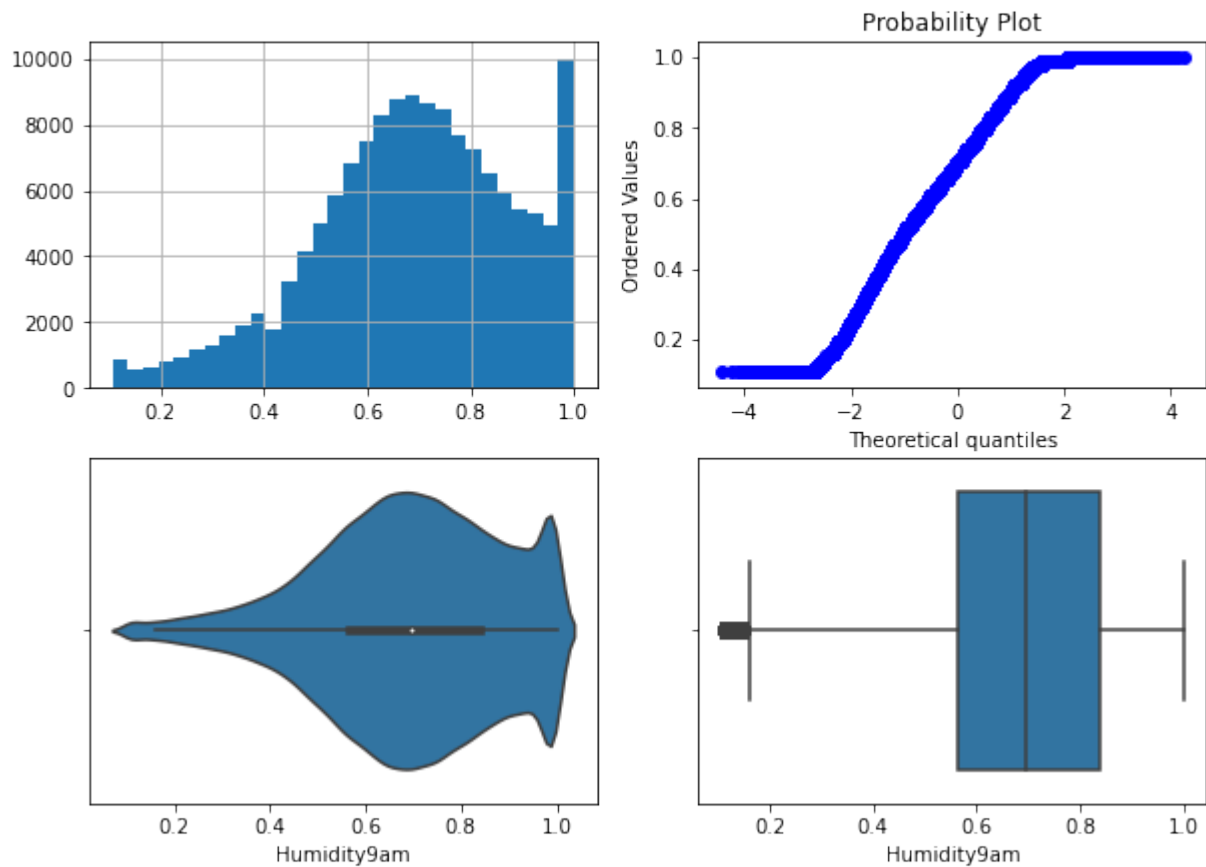 10000
8000
6000
4000
2000
0
0.2 0.4 0.6 0.8 1.0
Probability Plot
Ordered Values
1.0
0.8
0.6
0.4
0.2
−4 −2 0 2 4
Theoretical quantiles
0.2 0.4 0.6 0.8 1.0
Humidity9am
0.2 0.4 0.6 0.8 1.0
Humidity9am